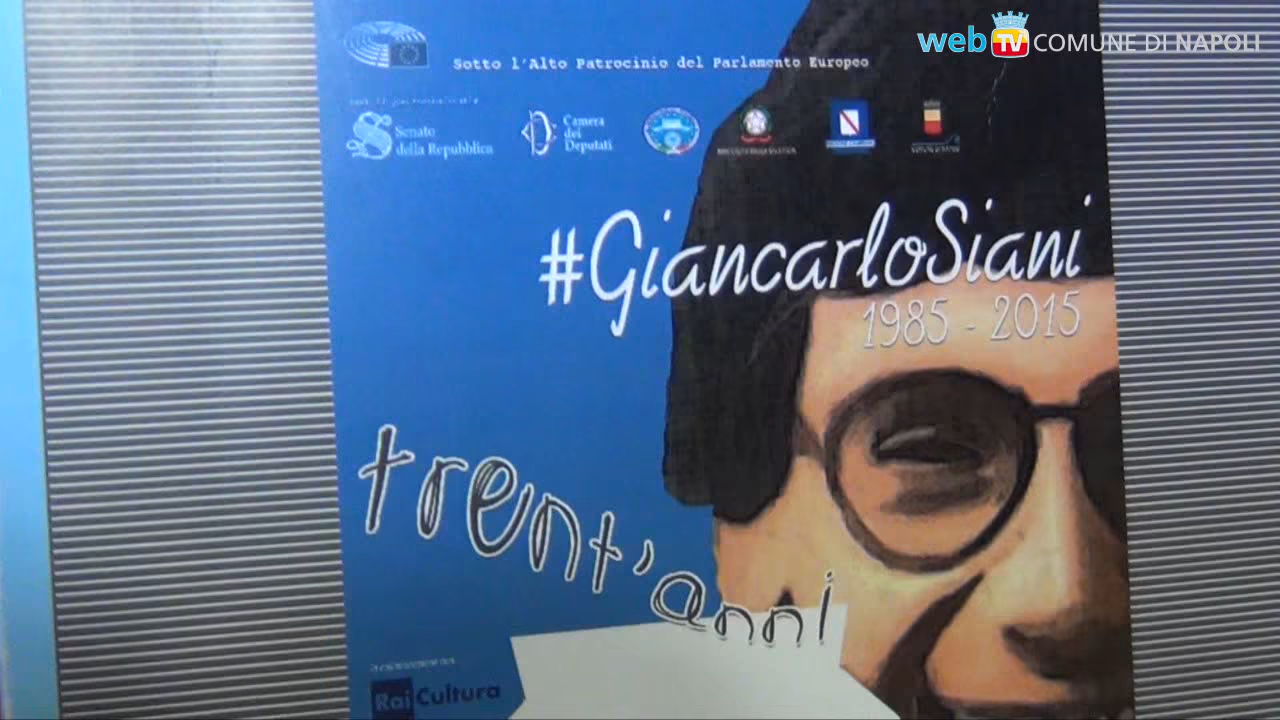 web TV COMUNE DI NAPOLI
Sotto l'Alto Patrocinio del Parlamento Europeo
Senato
della Repubblica
Camera
dei
Deputati
#GiancarloSiani
1985 - 2015
trent'anni
Rai Cultura